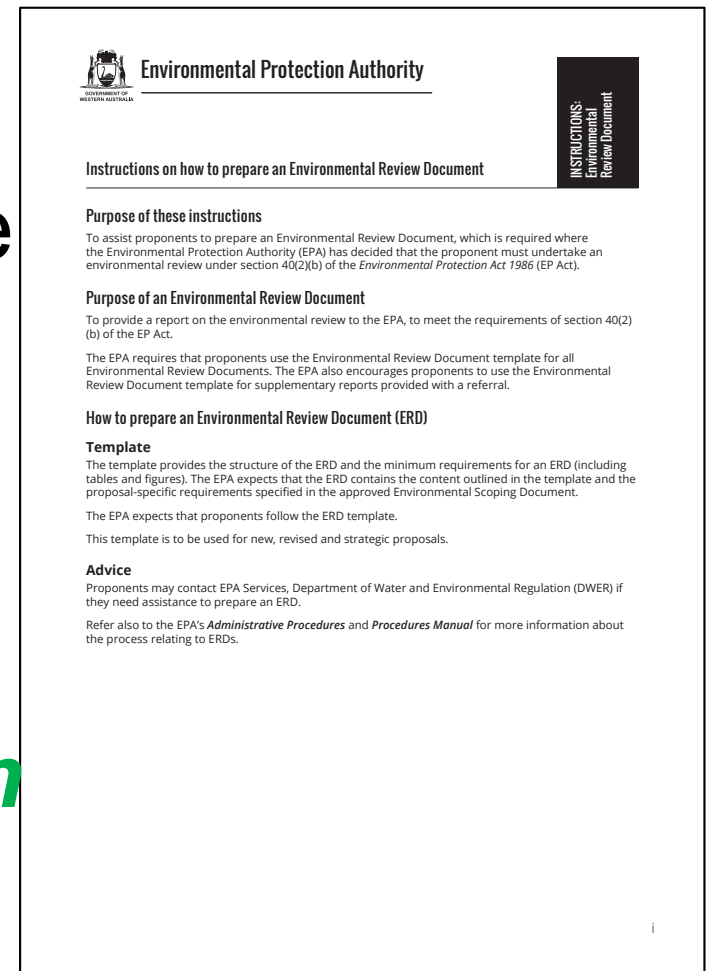 e
n
GOVERNMENT OF
WESTERN AUSTRALIA
Environmental Protection Authority
INSTRUCTIONS:
Environmental
Review Document
Instructions on how to prepare an Environmental Review Document
Purpose of these instructions
To assist proponents to prepare an Environmental Review Document, which is required where
the Environmental Protection Authority (EPA) has decided that the proponent must undertake an
environmental review under section 40(2)(b) of the Environmental Protection Act 1986 (EP Act).
Purpose of an Environmental Review Document
To provide a report on the environmental review to the EPA, to meet the requirements of section 40(2)
(b) of the EP Act.
The EPA requires that proponents use the Environmental Review Document template for all
Environmental Review Documents. The EPA also encourages proponents to use the Environmental
Review Document template for supplementary reports provided with a referral.
How to prepare an Environmental Review Document (ERD)
Template
The template provides the structure of the ERD and the minimum requirements for an ERD (including
tables and figures). The EPA expects that the ERD contains the content outlined in the template and the
proposal-specific requirements specified in the approved Environmental Scoping Document.
The EPA expects that proponents follow the ERD template.
This template is to be used for new, revised and strategic proposals.
Advice
Proponents may contact EPA Services, Department of Water and Environmental Regulation (DWER) if
they need assistance to prepare an ERD.
Refer also to the EPA's Administrative Procedures and Procedures Manual for more information about
the process relating to ERDs.
i